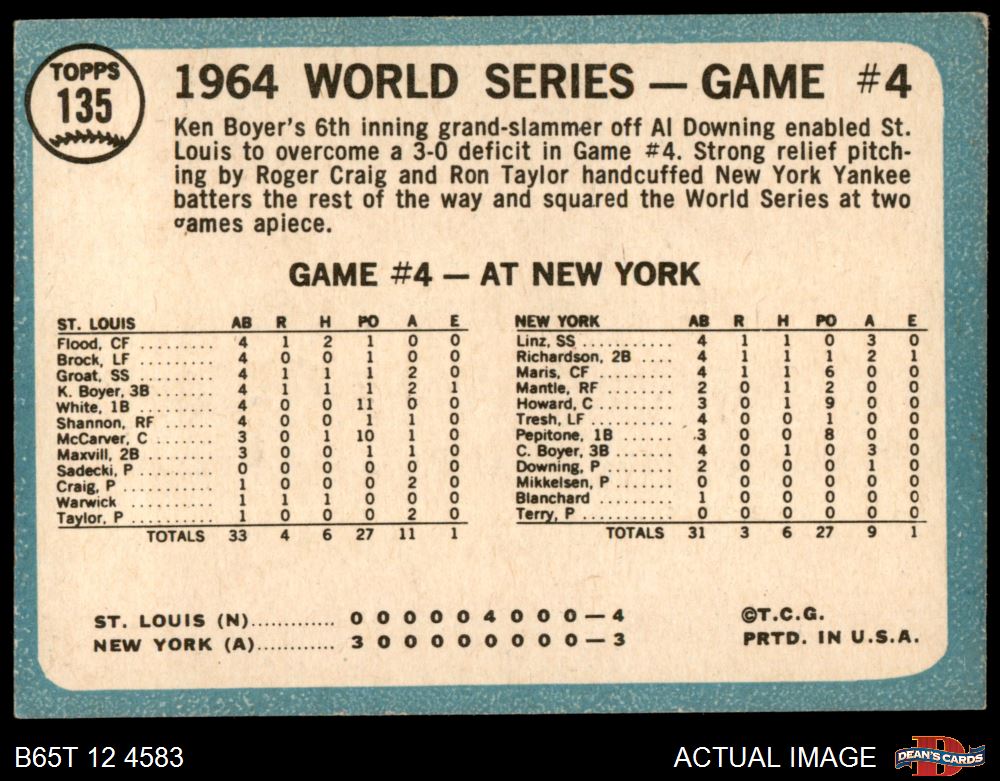 TOPPS
135
1964 WORLD SERIES — GAME #4
Ken Boyer's 6th inning grand-slammer off Al Downing enabled St.
Louis to overcome a 3-0 deficit in Game #4. Strong relief pitch-
ing by Roger Craig and Ron Taylor handcuffed New York Yankee
batters the rest of the way and squared the World Series at two
games apiece.
GAME #4 — AT NEW YORK
ST. LOUIS AB R H PO A E
Flood, CF ......... 4 1 2 1 0 0
Brock, LF ......... 4 0 0 1 0 0
Groat, SS ......... 4 1 1 1 2 0
K. Boyer, 3B ...... 4 1 1 1 2 1
White, 1B ......... 4 0 0 11 0 0
Shannon, RF ....... 4 0 0 1 1 0
McCarver, C ....... 3 0 1 10 1 0
Maxvill, 2B ....... 3 0 0 1 1 0
Sadecki, P ........ 0 0 0 0 0 0
Craig, P .......... 1 0 0 0 2 0
Warwick ........... 1 1 1 0 0 0
Taylor, P ......... 1 0 0 0 2 0
TOTALS 33 4 6 27 11 1
NEW YORK AB R H PO A E
Linz, SS .......... 4 1 1 0 3 0
Richardson, 2B .... 4 1 1 1 2 1
Maris, CF ......... 4 1 1 6 0 0
Mantle, RF ........ 2 0 1 2 0 0
Howard, C ......... 3 0 1 9 0 0
Tresh, LF ......... 4 0 0 1 0 0
Pepitone, 1B ...... 3 0 0 8 0 0
C. Boyer, 3B ...... 4 0 1 0 3 0
Downing, P ........ 2 0 0 0 1 0
Mikkelsen, P ...... 0 0 0 0 0 0
Blanchard ......... 1 0 0 0 0 0
Terry, P .......... 0 0 0 0 0 0
TOTALS 31 3 6 27 9 1
ST. LOUIS (N)............. 0 0 0 0 0 4 0 0 0 — 4
NEW YORK (A)............ 3 0 0 0 0 0 0 0 0 — 3
©T.C.G.
PRTD. IN U.S.A.
B65T 12 4583
ACTUAL IMAGE
DEAN'S CARDS